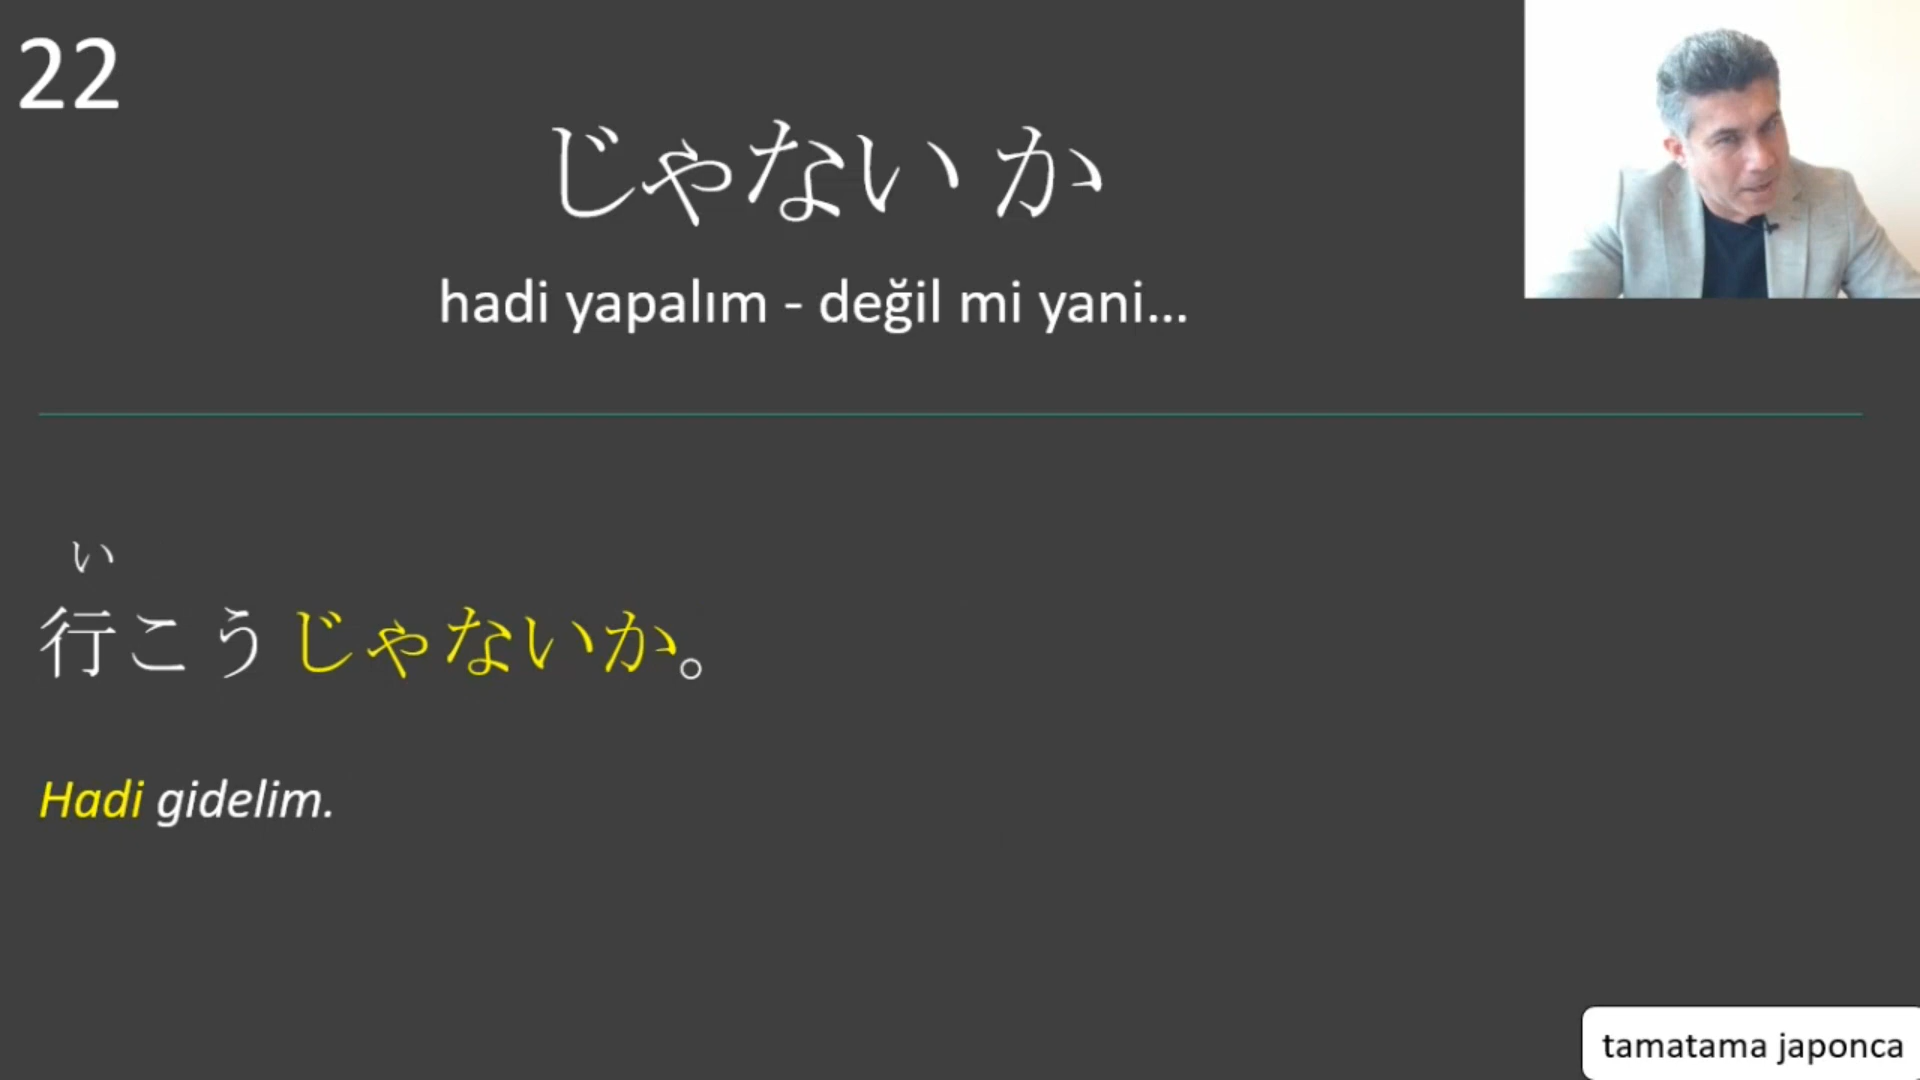 22
じゃない か
hadi yapalım - değil mi yani...
い
行こうじゃないか。
Hadi gidelim.
tamatama japonca